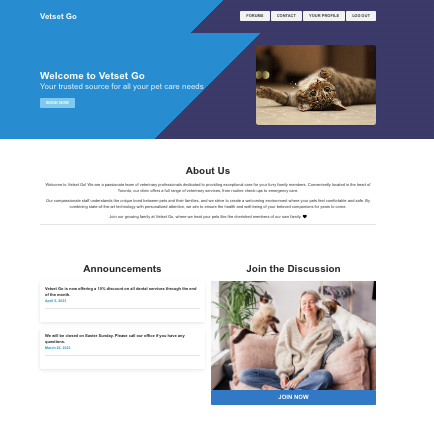 Vetset Go
FORUMS
CONTACT
YOUR PROFILE
LOG OUT
Welcome to Vetset Go
Your trusted source for all your pet care needs
BOOK NOW
About Us
Welcome to Vetset Go! We are a passionate team of veterinary professionals dedicated to providing exceptional care for your furry family members. Conveniently located in the heart of
Toronto, our clinic offers a full range of veterinary services, from routine check-ups to emergency care.
Our compassionate staff understands the unique bond between pets and their families, and we strive to create a welcoming environment where your pets feel comfortable and safe. By
combining state-of-the-art technology with personalized attention, we aim to ensure the health and well-being of your beloved companions for years to come.
Join our growing family at Vetset Go, where we treat your pets like the cherished members of our own family. 🖤
Announcements
Join the Discussion
Vetset Go is now offering a 10% discount on all dental services through the end
of the month.
April 3, 2023
We will be closed on Easter Sunday. Please call our office if you have any
questions.
March 22, 2023
JOIN NOW